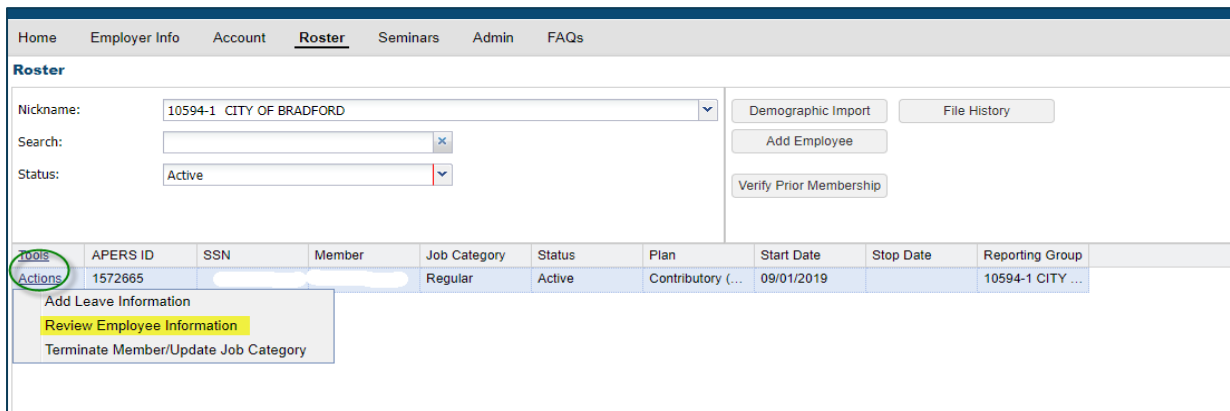 Home Employer Info Account Roster Seminars Admin FAQs
Roster
Nickname: 10594-1 CITY OF BRADFORD Demographic Import File History
Search: Add Employee
Status: Active Verify Prior Membership
Tools APERS ID SSN Member Job Category Status Plan Start Date Stop Date Reporting Group
Actions 1572665 Regular Active Contributory (... 09/01/2019 10594-1 CITY ...
Add Leave Information
Review Employee Information
Terminate Member/Update Job Category